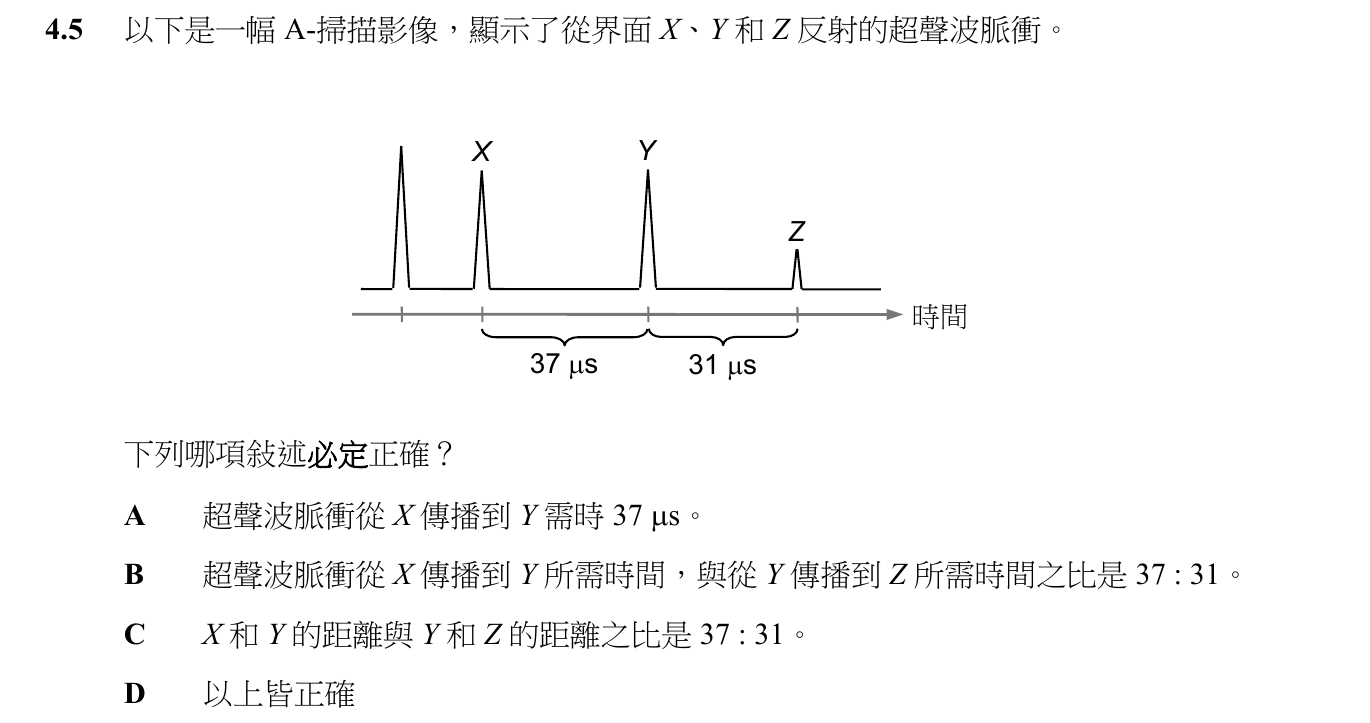 4.5 以下是一幅 A-掃描影像，顯示了從界面 X、Y 和 Z 反射的超聲波脈衝。
X
Y
Z
時間
37 μs
31 μs
下列哪項敍述必定正確？
A 超聲波脈衝從 X 傳播到 Y 需時 37 μs。
B 超聲波脈衝從 X 傳播到 Y 所需時間，與從 Y 傳播到 Z 所需時間之比是 37 : 31。
C X 和 Y 的距離與 Y 和 Z 的距離之比是 37 : 31。
D 以上皆正確